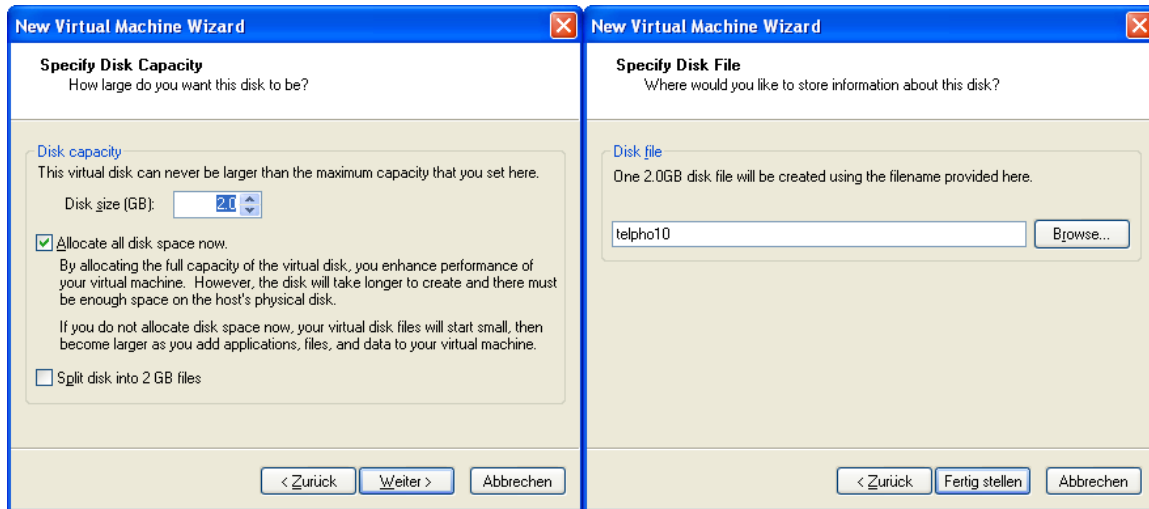 New Virtual Machine Wizard
Specify Disk Capacity
How large do you want this disk to be?
Disk capacity
This virtual disk can never be larger than the maximum capacity that you set here.
Disk size (GB): 2.0
Allocate all disk space now.
By allocating the full capacity of the virtual disk, you enhance performance of
your virtual machine. However, the disk will take longer to create and there must
be enough space on the host's physical disk.
If you do not allocate disk space now, your virtual disk files will start small, then
become larger as you add applications, files, and data to your virtual machine.
Split disk into 2 GB files
< Zurück Weiter > Abbrechen
New Virtual Machine Wizard
Specify Disk File
Where would you like to store information about this disk?
Disk file
One 2.0GB disk file will be created using the filename provided here.
telpho10 Browse...
< Zurück Fertig stellen Abbrechen